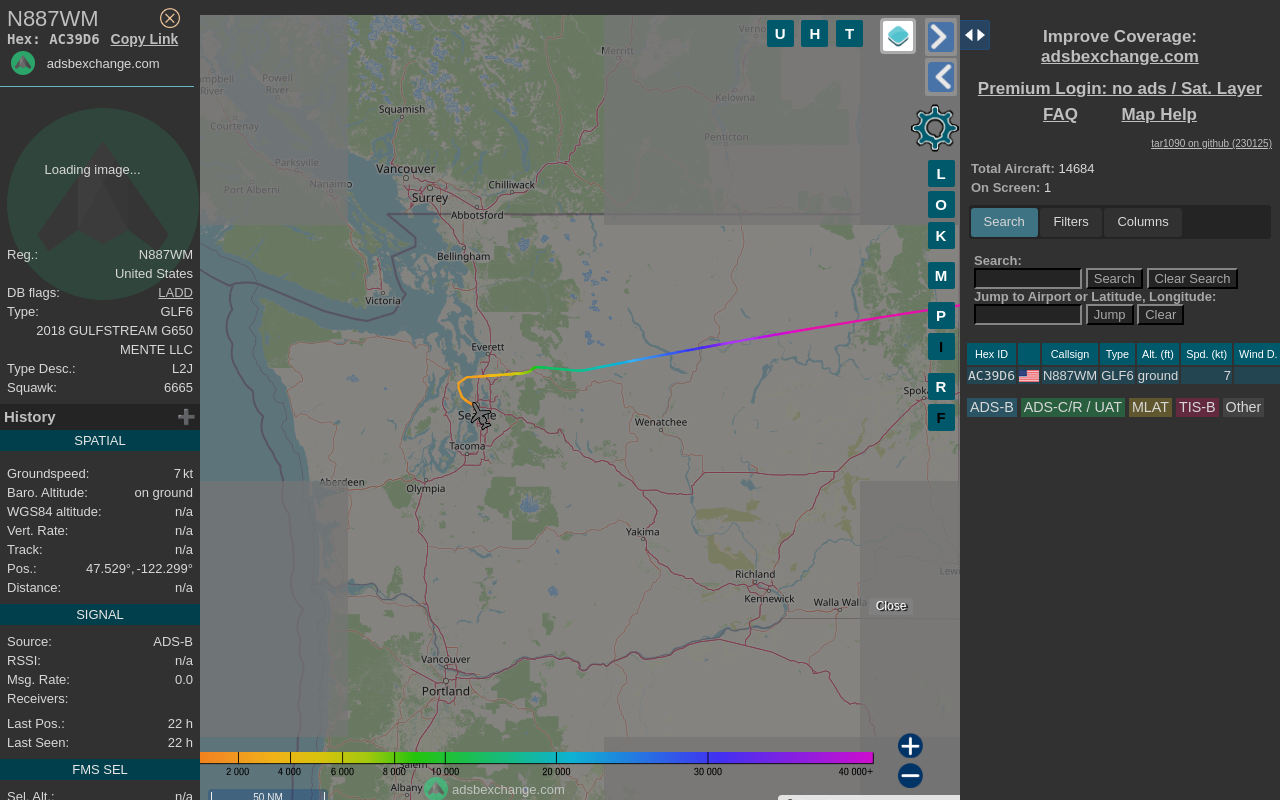 N887WM
Hex: AC39D6 Copy Link
adsbexchange.com
Loading image...
Reg.: N887WM
United States
DB flags: LADD
Type: GLF6
2018 GULFSTREAM G650
MENTE LLC
Type Desc.: L2J
Squawk: 6665
History
SPATIAL
Groundspeed: 7 kt
Baro. Altitude: on ground
WGS84 altitude: n/a
Vert. Rate: n/a
Track: n/a
Pos.: 47.529°, -122.299°
Distance: n/a
SIGNAL
Source: ADS-B
RSSI: n/a
Msg. Rate: 0.0
Receivers:
Last Pos.: 22 h
Last Seen: 22 h
FMS SEL
Sel. Alt.: n/a
U H T
Merritt
Powell
River
River
Squamish
Kelowna
Courtenay
Penticton
Parksville
Vancouver
Port Alberni
Nanaimo
Chilliwack
Surrey
Abbotsford
Bellingham
Victoria
Everett
Wenatchee
Tacoma
Aberdeen
Olympia
Yakima
Richland
Kennewick
Walla Walla
Close
Vancouver
Portland
Salem
Albany
L
O
K
M
P
I
R
F
2 000 4 000 6 000 8 000 10 000 20 000 30 000 40 000+
adsbexchange.com
50 NM
Improve Coverage:
adsbexchange.com
Premium Login: no ads / Sat. Layer
FAQ Map Help
tar1090 on github (230125)
Total Aircraft: 14684
On Screen: 1
Search Filters Columns
Search:
Search Clear Search
Jump to Airport or Latitude, Longitude:
Jump Clear
Hex ID Callsign Type Alt. (ft) Spd. (kt) Wind D.
AC39D6 N887WM GLF6 ground 7
ADS-B ADS-C/R / UAT MLAT TIS-B Other